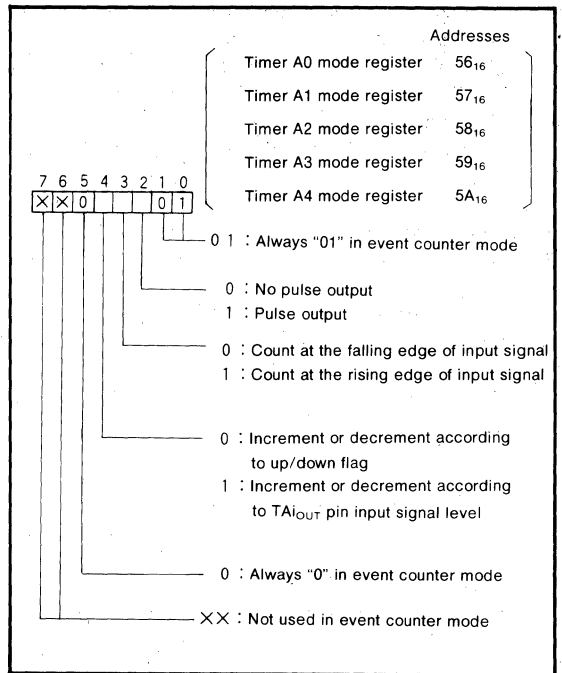 Addresses
Timer A0 mode register 56₁₆
Timer A1 mode register 57₁₆
Timer A2 mode register 58₁₆
Timer A3 mode register 59₁₆
Timer A4 mode register 5A₁₆
7 6 5 4 3 2 1 0
× × 0 0 1
0 1 : Always "01" in event counter mode
0 : No pulse output
1 : Pulse output
0 : Count at the falling edge of input signal
1 : Count at the rising edge of input signal
0 : Increment or decrement according
to up/down flag
1 : Increment or decrement according
to TAiOUT pin input signal level
0 : Always "0" in event counter mode
×× : Not used in event counter mode